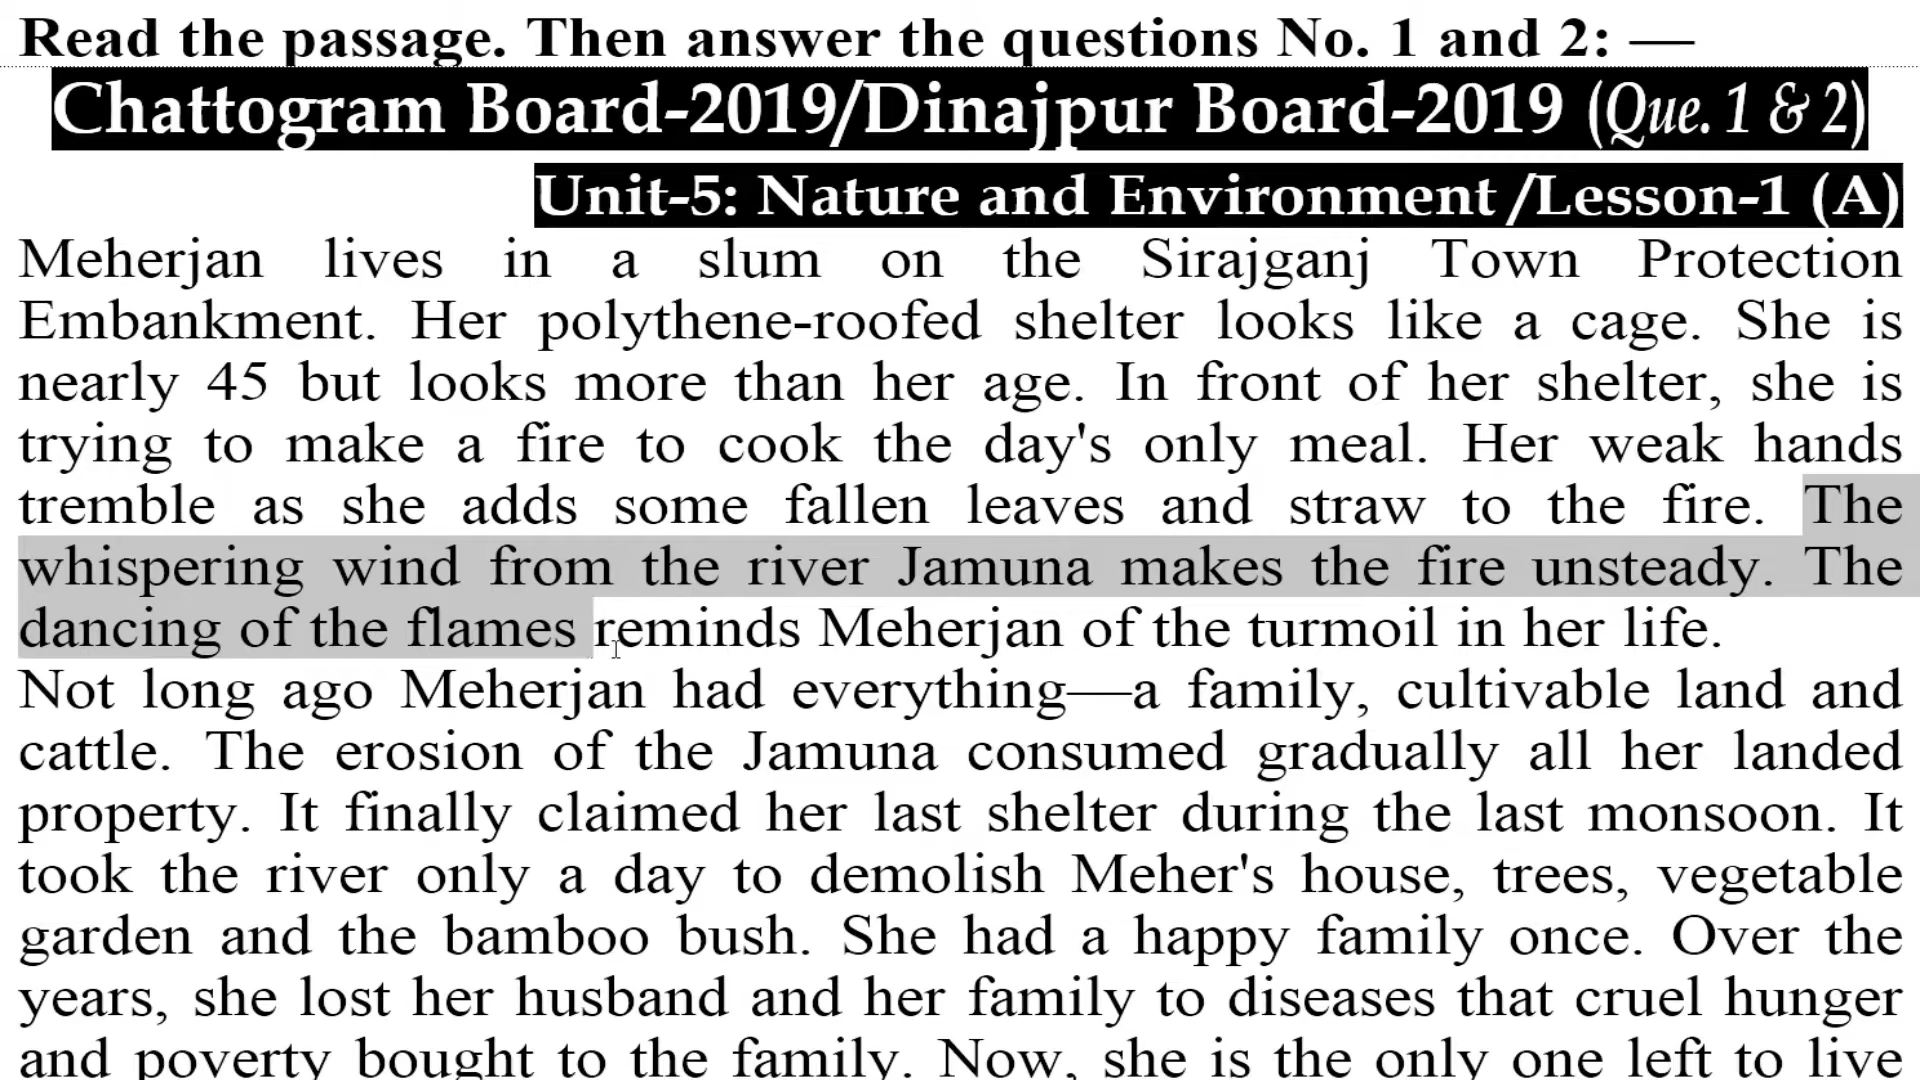 Read the passage. Then answer the questions No. 1 and 2: —
Chattogram Board-2019/Dinajpur Board-2019 (Que. 1 & 2)
Unit-5: Nature and Environment /Lesson-1 (A)
Meherjan lives in a slum on the Sirajganj Town Protection
Embankment. Her polythene-roofed shelter looks like a cage. She is
nearly 45 but looks more than her age. In front of her shelter, she is
trying to make a fire to cook the day's only meal. Her weak hands
tremble as she adds some fallen leaves and straw to the fire. The
whispering wind from the river Jamuna makes the fire unsteady. The
dancing of the flames reminds Meherjan of the turmoil in her life.
Not long ago Meherjan had everything—a family, cultivable land and
cattle. The erosion of the Jamuna consumed gradually all her landed
property. It finally claimed her last shelter during the last monsoon. It
took the river only a day to demolish Meher's house, trees, vegetable
garden and the bamboo bush. She had a happy family once. Over the
years, she lost her husband and her family to diseases that cruel hunger
and poverty bought to the family. Now, she is the only one left to live